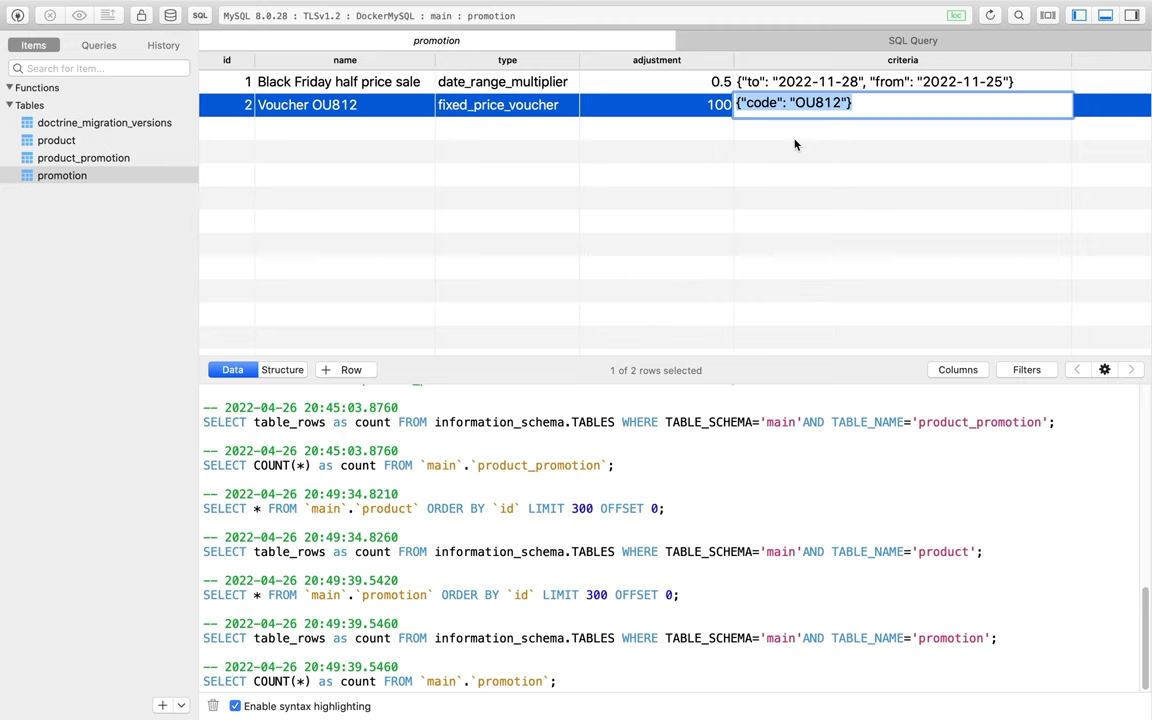 SQL
MySQL 8.0.28 : TLSv1.2 : DockerMySQL : main : promotion
loc
Items
Queries
History
Search for item...
Functions
Tables
doctrine_migration_versions
product
product_promotion
promotion
promotion
SQL Query
id name type adjustment criteria
1 Black Friday half price sale date_range_multiplier 0.5 {"to": "2022-11-28", "from": "2022-11-25"}
2 Voucher OU812 fixed_price_voucher 100 {"code": "OU812"}
Data Structure + Row 1 of 2 rows selected Columns Filters
-- 2022-04-26 20:45:03.8760
SELECT table_rows as count FROM information_schema.TABLES WHERE TABLE_SCHEMA='main'AND TABLE_NAME='product_promotion';
-- 2022-04-26 20:45:03.8760
SELECT COUNT(*) as count FROM `main`.`product_promotion`;
-- 2022-04-26 20:49:34.8210
SELECT * FROM `main`.`product` ORDER BY `id` LIMIT 300 OFFSET 0;
-- 2022-04-26 20:49:34.8260
SELECT table_rows as count FROM information_schema.TABLES WHERE TABLE_SCHEMA='main'AND TABLE_NAME='product';
-- 2022-04-26 20:49:39.5420
SELECT * FROM `main`.`promotion` ORDER BY `id` LIMIT 300 OFFSET 0;
-- 2022-04-26 20:49:39.5460
SELECT table_rows as count FROM information_schema.TABLES WHERE TABLE_SCHEMA='main'AND TABLE_NAME='promotion';
-- 2022-04-26 20:49:39.5460
SELECT COUNT(*) as count FROM `main`.`promotion`;
Enable syntax highlighting